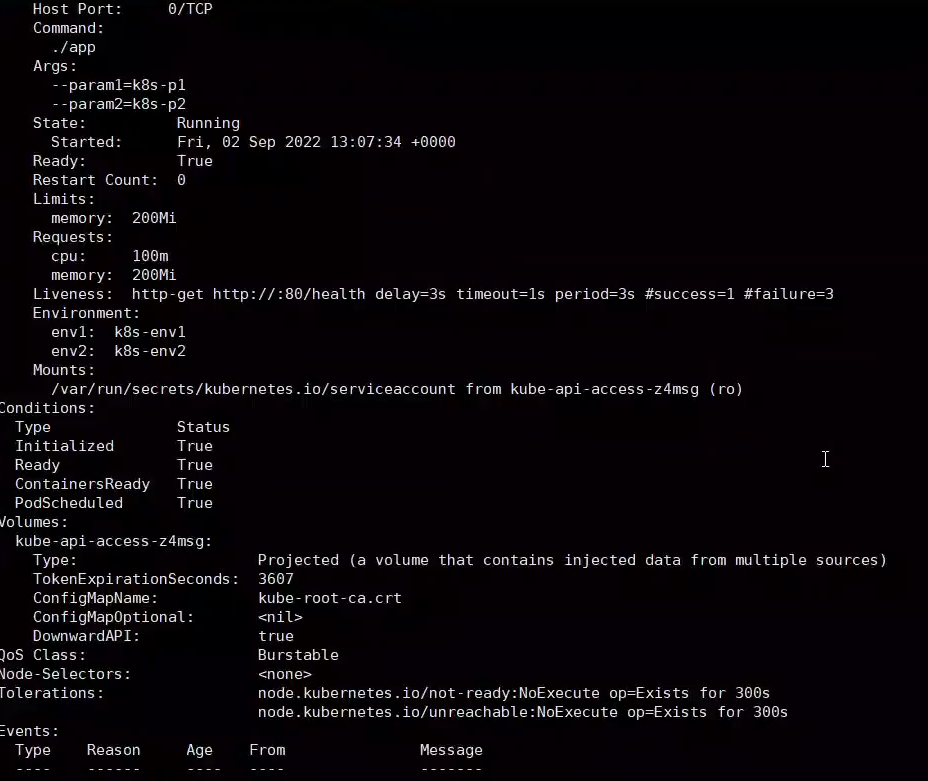 Host Port:     0/TCP
Command:
./app
Args:
--param1=k8s-p1
--param2=k8s-p2
State:          Running
Started:      Fri, 02 Sep 2022 13:07:34 +0000
Ready:          True
Restart Count:  0
Limits:
memory:  200Mi
Requests:
cpu:     100m
memory:  200Mi
Liveness:  http-get http://:80/health delay=3s timeout=1s period=3s #success=1 #failure=3
Environment:
env1:  k8s-env1
env2:  k8s-env2
Mounts:
/var/run/secrets/kubernetes.io/serviceaccount from kube-api-access-z4msg (ro)
Conditions:
Type              Status
Initialized       True
Ready             True
ContainersReady   True
PodScheduled      True
Volumes:
kube-api-access-z4msg:
Type:                    Projected (a volume that contains injected data from multiple sources)
TokenExpirationSeconds:  3607
ConfigMapName:           kube-root-ca.crt
ConfigMapOptional:       <nil>
DownwardAPI:             true
QoS Class:                   Burstable
Node-Selectors:              <none>
Tolerations:                 node.kubernetes.io/not-ready:NoExecute op=Exists for 300s
node.kubernetes.io/unreachable:NoExecute op=Exists for 300s
Events:
Type    Reason     Age   From               Message
----    ------     ----  ----               -------